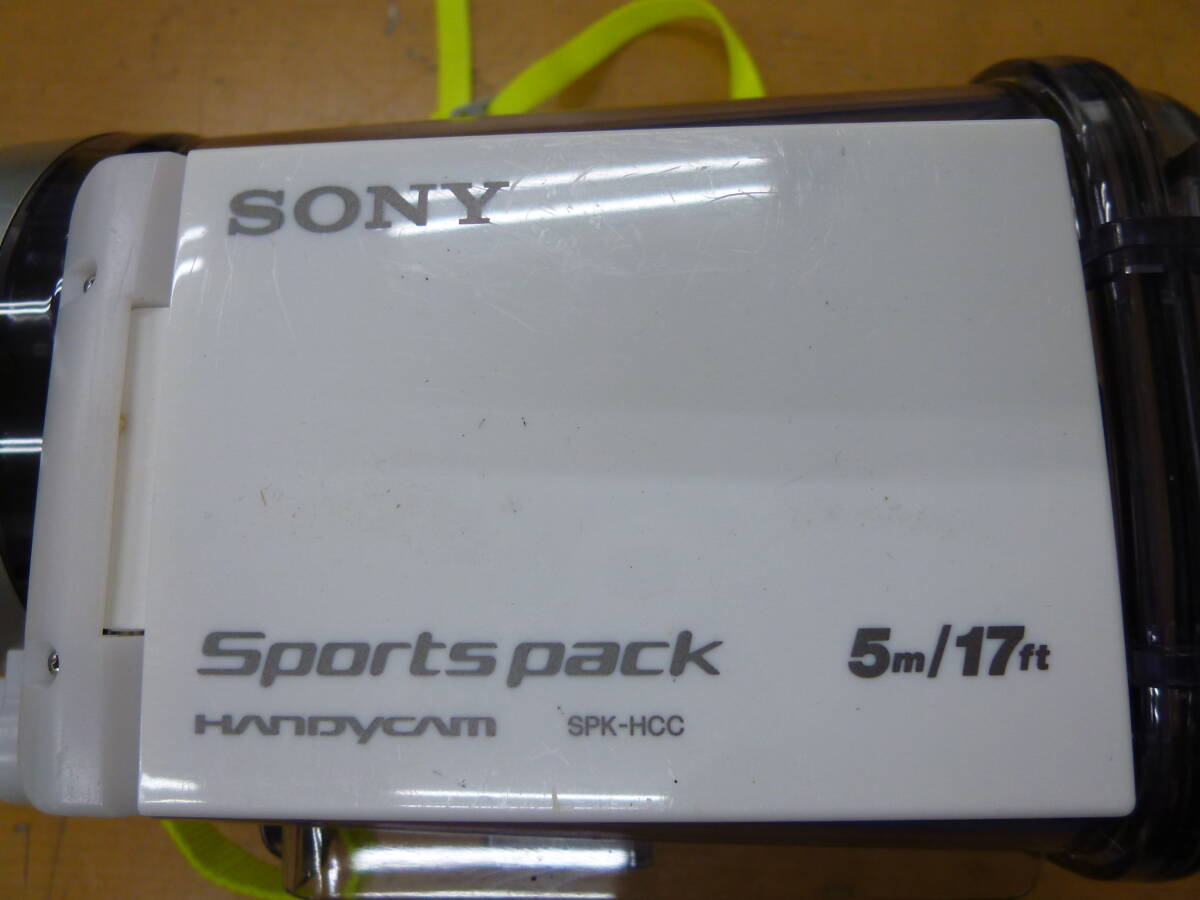 SONY
Sports pack 5m/17ft
HANDYCAM SPK-HCC